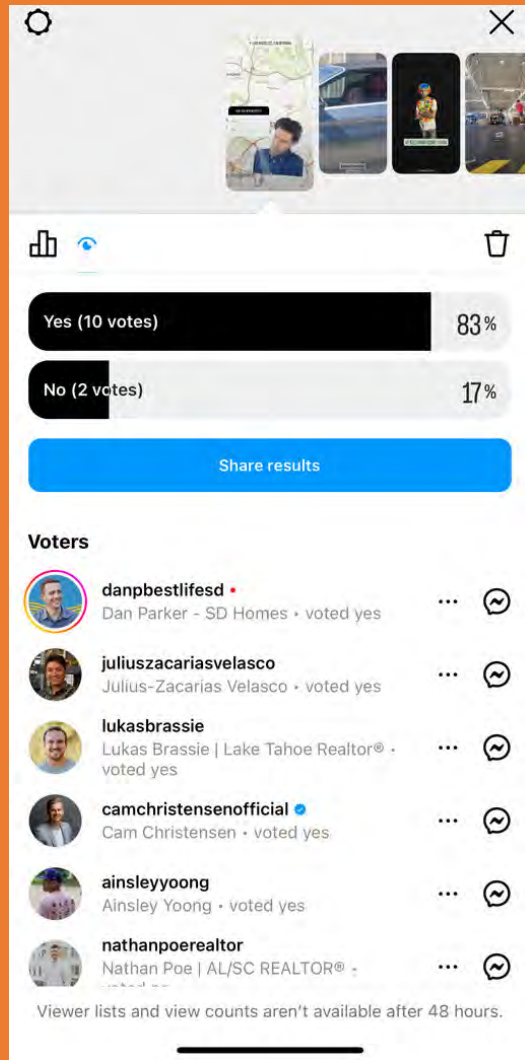 Yes (10 votes)
83%
No (2 votes)
17%
Share results
Voters
danpbestlifesd •
Dan Parker - SD Homes • voted yes
juliuszacariasvelasco
Julius-Zacarias Velasco • voted yes
lukasbrassie
Lukas Brassie | Lake Tahoe Realtor® •
voted yes
camchristensenofficial
Cam Christensen • voted yes
ainsleyyoong
Ainsley Yoong • voted yes
nathanpoerealtor
Nathan Poe | AL/SC REALTOR® •
Viewer lists and view counts aren't available after 48 hours.